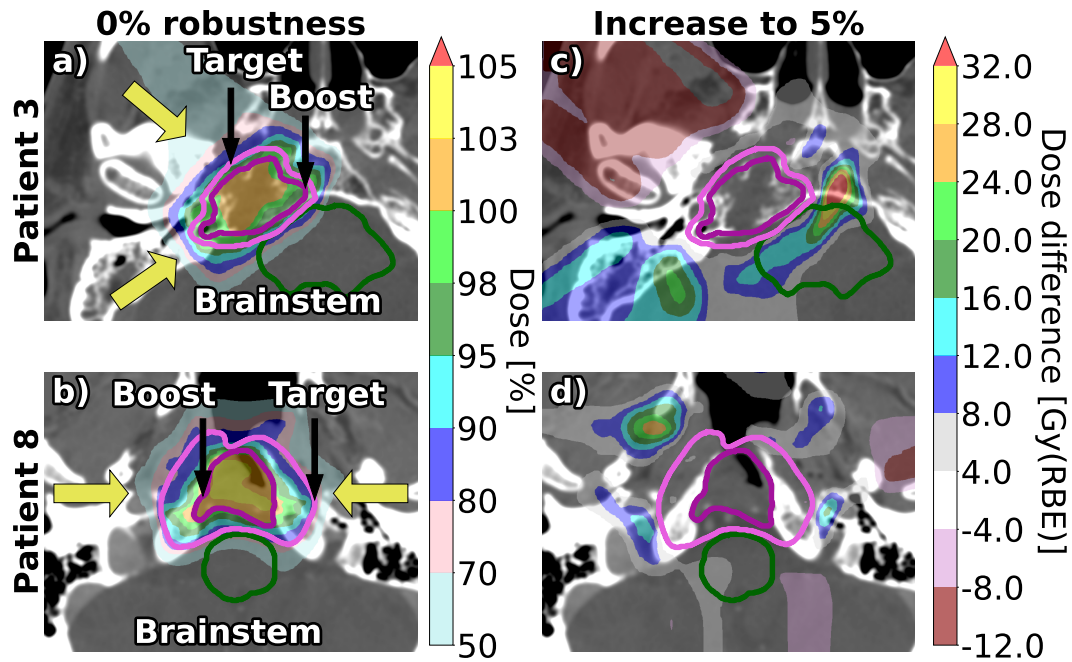 0% robustness
Increase to 5%
a)
Target
Boost
Brainstem
Patient 3
105
103
100
98
95
90
80
70
50
Dose [%]
c)
32.0
28.0
24.0
20.0
16.0
12.0
8.0
4.0
-4.0
-8.0
-12.0
Dose difference [Gy(RBE)]
b)
Boost
Target
Brainstem
Patient 8
d)